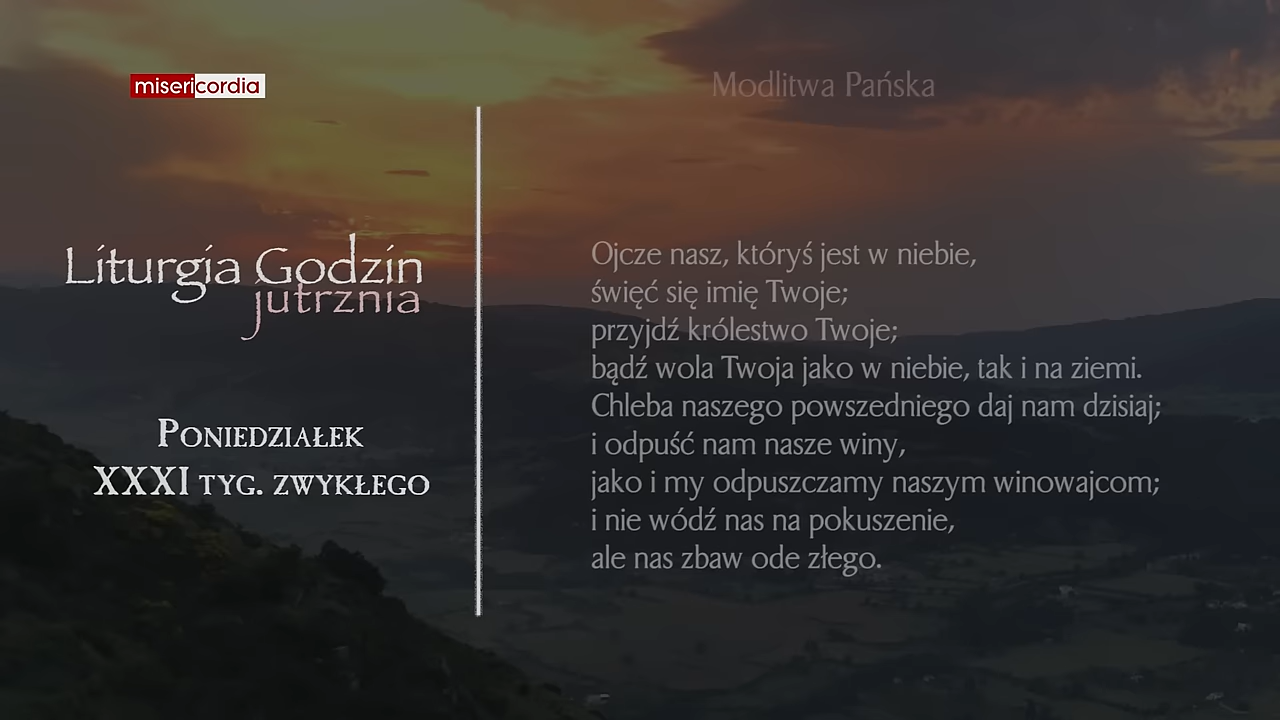 misericordia
Liturgia Godzin
jutrznia
Poniedziałek
XXXI tyg. zwykłego
Modlitwa Pańska
Ojcze nasz, któryś jest w niebie,
święć się imię Twoje;
przyjdź królestwo Twoje;
bądź wola Twoja jako w niebie, tak i na ziemi.
Chleba naszego powszedniego daj nam dzisiaj;
i odpuść nam nasze winy,
jako i my odpuszczamy naszym winowajcom;
i nie wódź nas na pokuszenie,
ale nas zbaw ode złego.